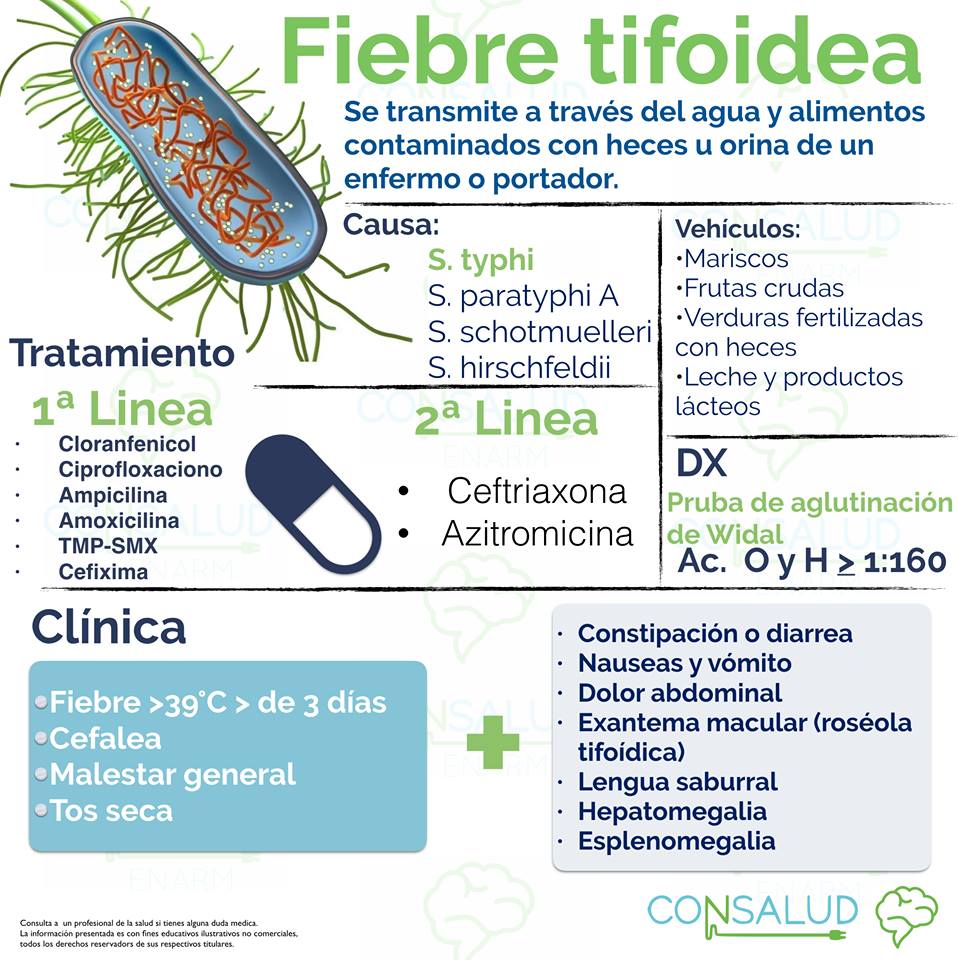 Fiebre tifoidea
Se transmite a través del agua y alimentos
contaminados con heces u orina de un
enfermo o portador.
Causa:
S. typhi
S. paratyphi A
S. schotmuelleri
S. hirschfeldii
Vehículos:
•Mariscos
•Frutas crudas
•Verduras fertilizadas
con heces
•Leche y productos
lácteos
Tratamiento
1ª Linea
· Cloranfenicol
· Ciprofloxaciono
· Ampicilina
· Amoxicilina
· TMP-SMX
· Cefixima
2ª Linea
• Ceftriaxona
• Azitromicina
DX
Pruba de aglutinación
de Widal
Ac. O y H ≥ 1:160
Clínica
•Fiebre >39°C > de 3 días
•Cefalea
•Malestar general
•Tos seca
· Constipación o diarrea
· Nauseas y vómito
· Dolor abdominal
· Exantema macular (roséola
tifoídica)
· Lengua saburral
· Hepatomegalia
· Esplenomegalia
Consulta a un profesional de la salud si tienes alguna duda medica.
La información presentada es con fines educativos ilustrativos no comerciales,
todos los derechos reservadores de sus respectivos titulares.
CONSALUD